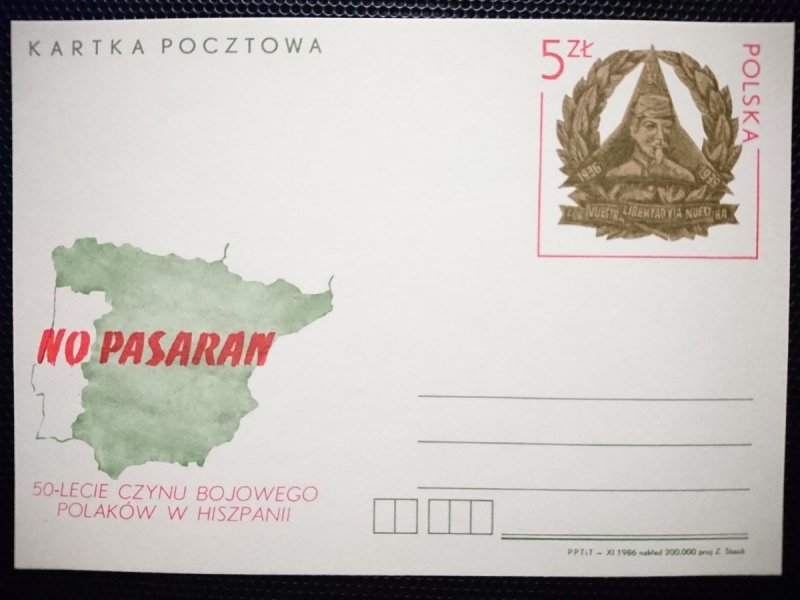 KARTKA POCZTOWA
5 ZŁ
POLSKA
1936
1939
POR VUESTRA LIBERTAD Y LA NUESTRA
NO PASARAN
50-LECIE CZYNU BOJOWEGO
POLAKÓW W HISZPANII
PPTiT – XI 1986 nakład 200.000 proj Z. Stasik